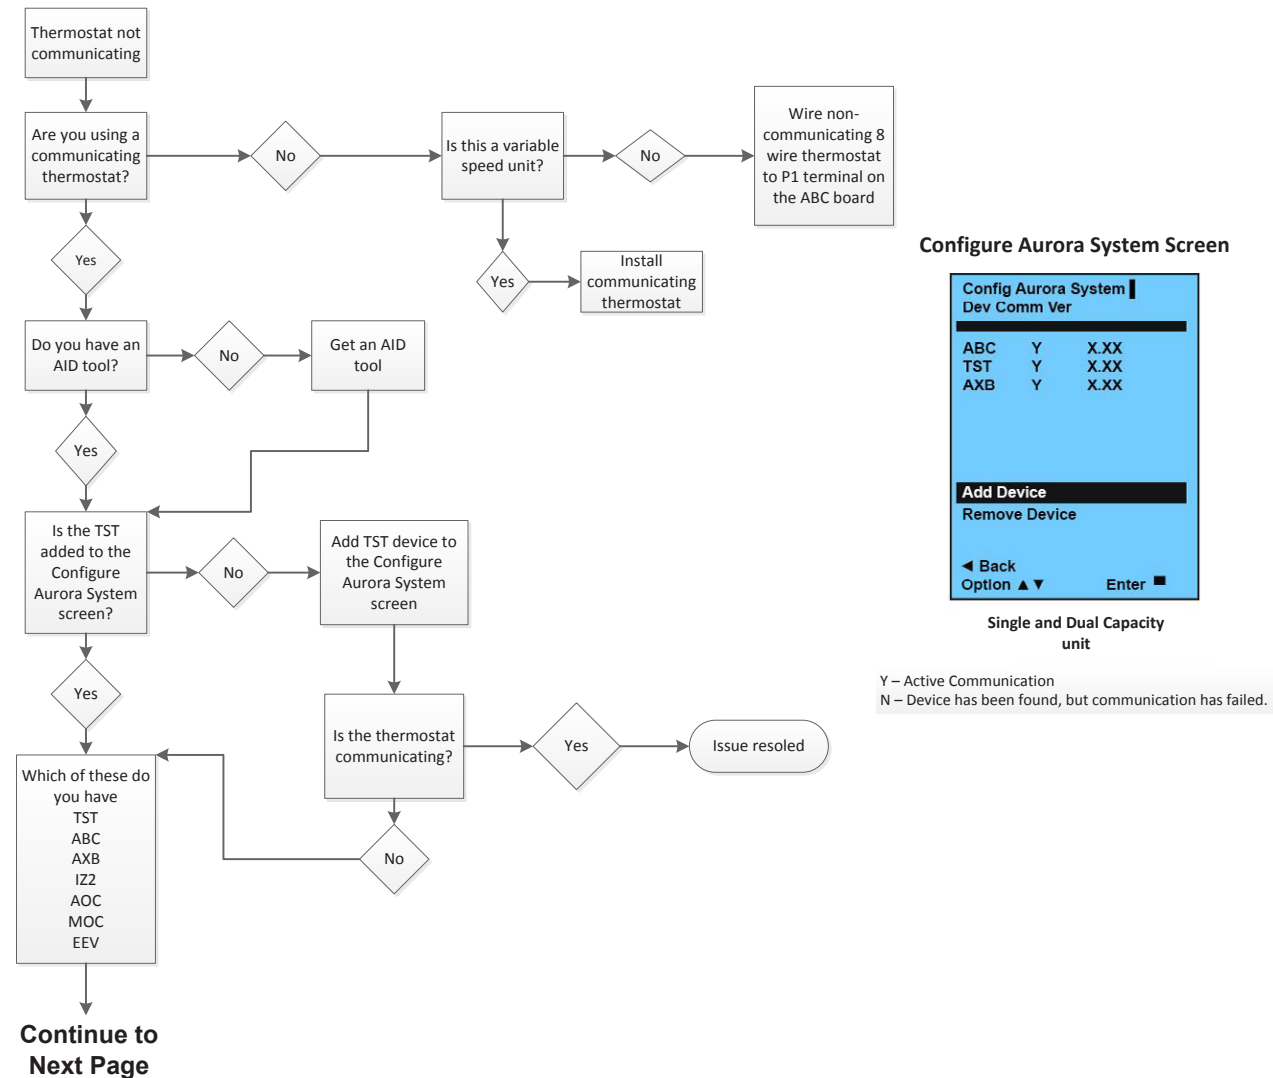 Thermostat not
communicating
Are you using a
communicating
thermostat?
No
Is this a variable
speed unit?
No
Wire non-
communicating 8
wire thermostat
to P1 terminal on
the ABC board
Yes
Yes
Install
communicating
thermostat
Do you have an
AID tool?
No
Get an AID
tool
Yes
Is the TST
added to the
Configure
Aurora System
screen?
No
Add TST device to
the Configure
Aurora System
screen
Yes
Is the thermostat
communicating?
Yes
Issue resoled
No
Which of these do
you have
TST
ABC
AXB
IZ2
AOC
MOC
EEV
Continue to
Next Page
Configure Aurora System Screen
Config Aurora System
Dev Comm Ver
ABC Y X.XX
TST Y X.XX
AXB Y X.XX
Add Device
Remove Device
◄ Back
Option ▲▼ Enter ■
Single and Dual Capacity
unit
Y – Active Communication
N – Device has been found, but communication has failed.